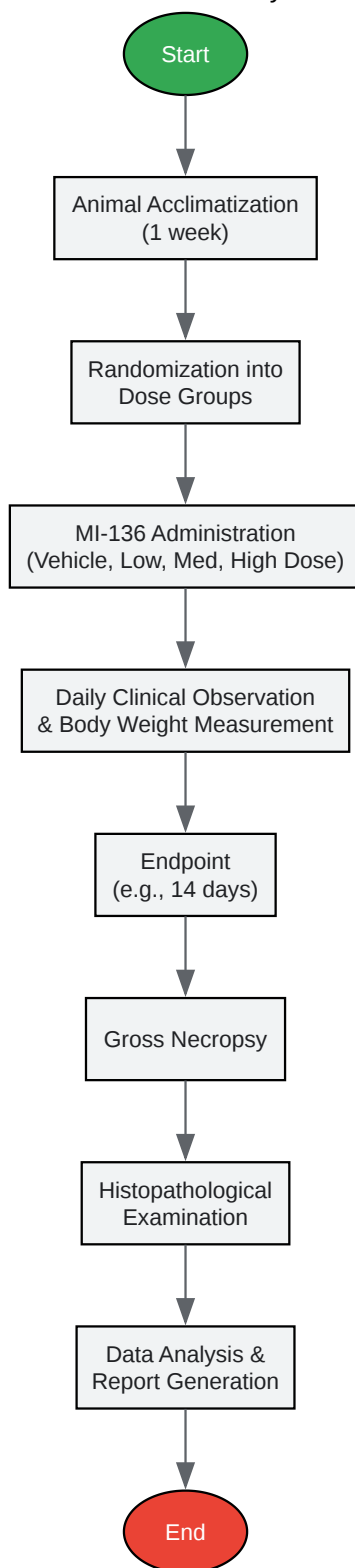 Start
Animal Acclimatization
(1 week)
Randomization into
Dose Groups
MI-136 Administration
(Vehicle, Low, Med, High Dose)
Daily Clinical Observation
& Body Weight Measurement
Endpoint
(e.g., 14 days)
Gross Necropsy
Histopathological
Examination
Data Analysis &
Report Generation
End